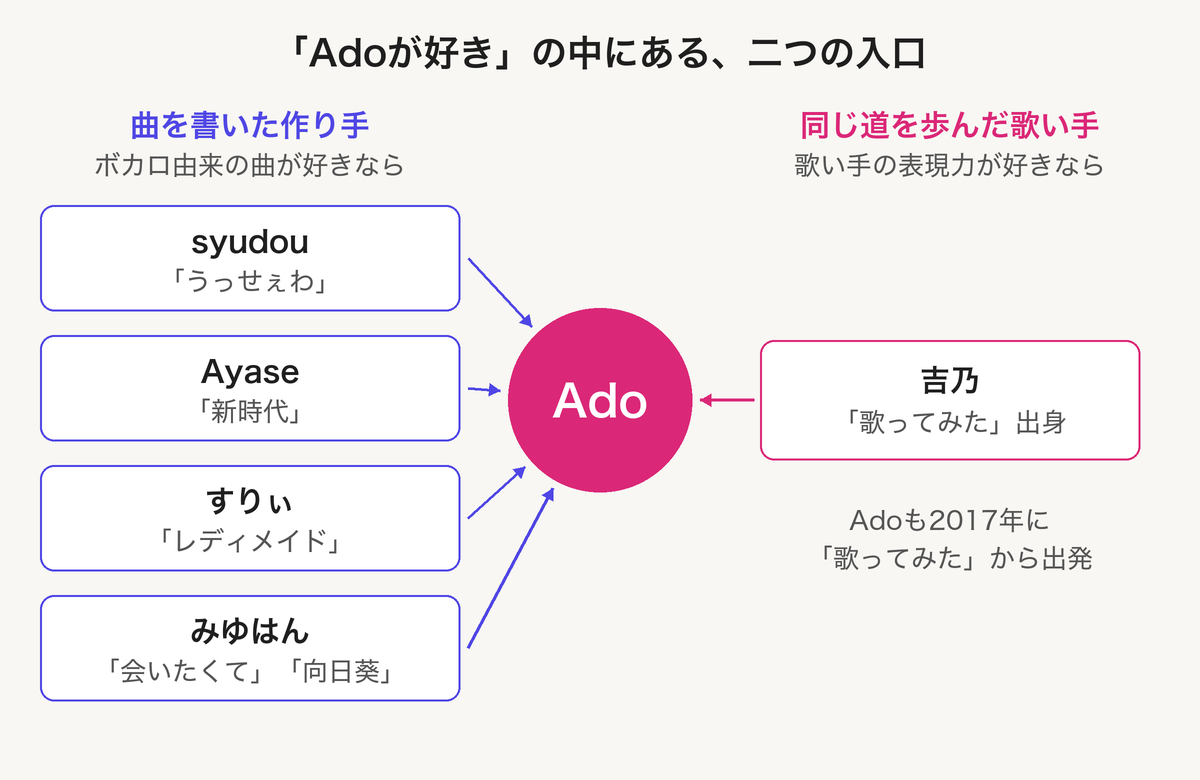 「Adoが好き」の中にある、二つの入口
曲を書いた作り手
ボカロ由来の曲が好きなら
syudou
「うっせぇわ」
Ayase
「新時代」
すりぃ
「レディメイド」
みゆはん
「会いたくて」「向日葵」
Ado
同じ道を歩んだ歌い手
歌い手の表現力が好きなら
吉乃
「歌ってみた」出身
Adoも2017年に
「歌ってみた」から出発